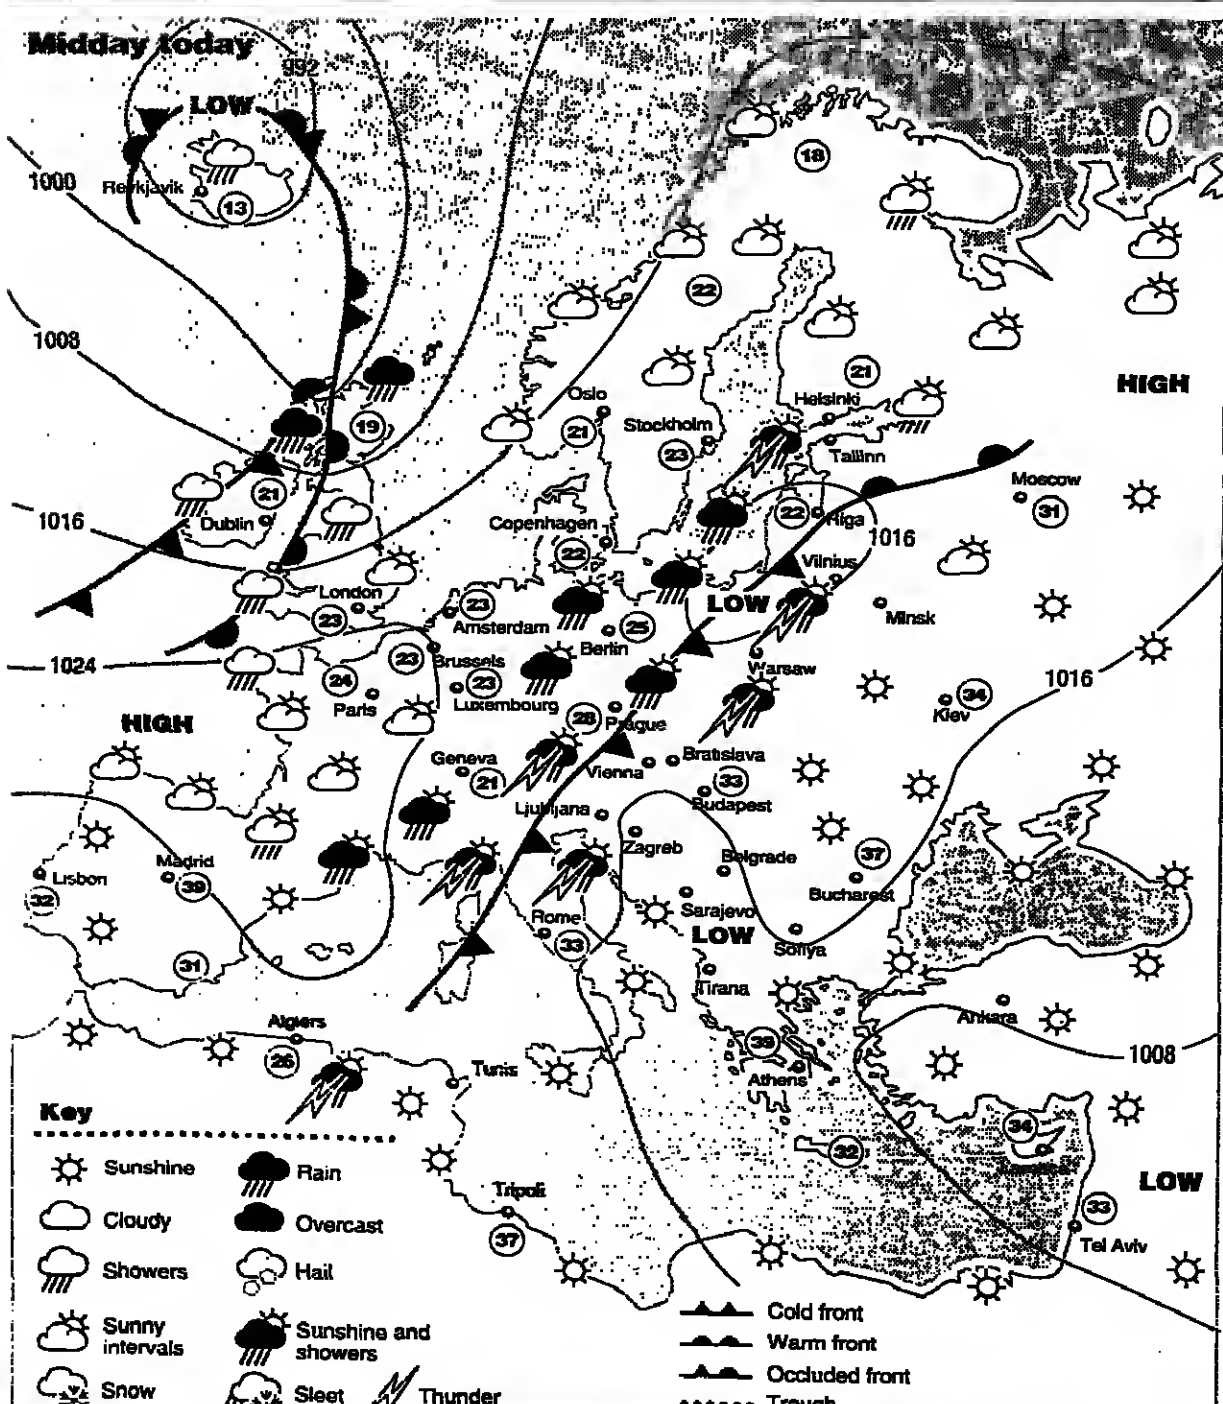 Midday today
992
LOW
1000
Reykjavik
13
18
22
1008
HIGH
21
Oslo
Helsinki
19
21
Stockholm
23
Tallinn
Moscow
31
21
Dublin
1016
Copenhagen
22
22
Riga
1016
Vilnius
London
23
23
Amsterdam
25
Berlin
LOW
Minsk
1024
23
Brussels
Warsaw
1016
24
Paris
23
Luxembourg
28
Prague
34
Kiev
HIGH
Geneva
21
Vienna
Bratislava
33
Budapest
Ljubljana
Zagreb
Belgrade
37
Bucharest
Madrid
39
Lisbon
32
Rome
33
Sarajevo
LOW
Sofiya
31
Tirana
Ankara
Algiers
26
Tunis
Athens
1008
34
Larnaca
32
LOW
Tripoli
37
33
Tel Aviv
Key
Sunshine
Rain
Cloudy
Overcast
Showers
Hail
Sunny
intervals
Sunshine and
showers
Snow
Sleet
Thunder
Cold front
Warm front
Occluded front
Trough